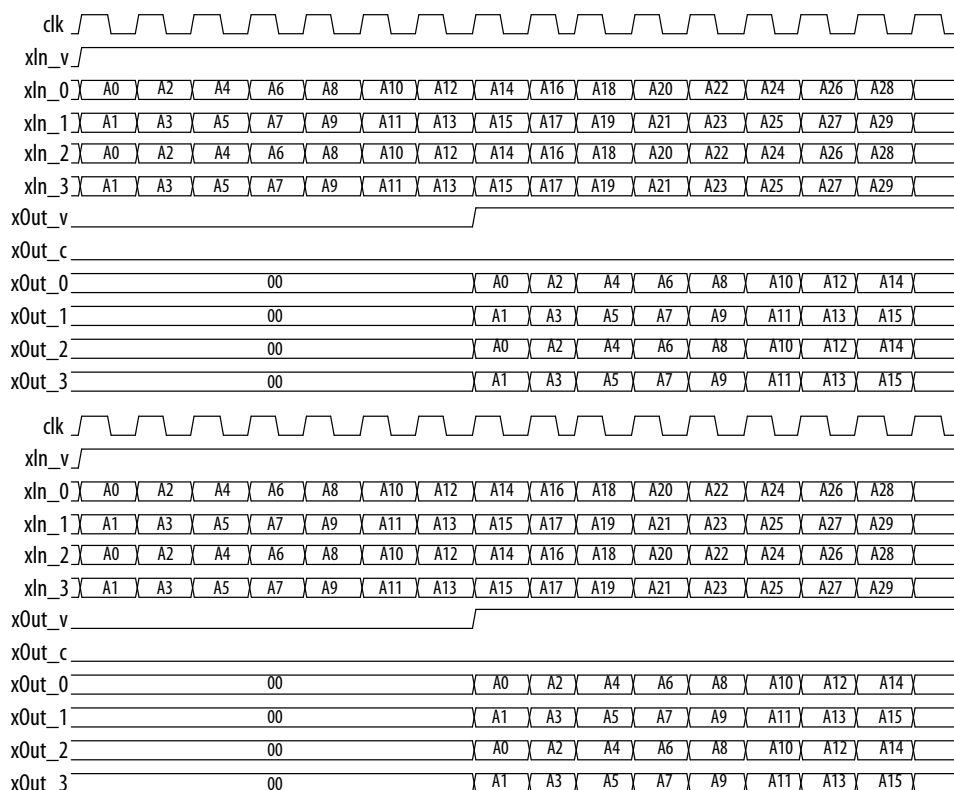 clk
xIn_v
xIn_0 A0 A2 A4 A6 A8 A10 A12 A14 A16 A18 A20 A22 A24 A26 A28
xIn_1 A1 A3 A5 A7 A9 A11 A13 A15 A17 A19 A21 A23 A25 A27 A29
xIn_2 A0 A2 A4 A6 A8 A10 A12 A14 A16 A18 A20 A22 A24 A26 A28
xIn_3 A1 A3 A5 A7 A9 A11 A13 A15 A17 A19 A21 A23 A25 A27 A29
xOut_v
xOut_c
xOut_0 00 A0 A2 A4 A6 A8 A10 A12 A14
xOut_1 00 A1 A3 A5 A7 A9 A11 A13 A15
xOut_2 00 A0 A2 A4 A6 A8 A10 A12 A14
xOut_3 00 A1 A3 A5 A7 A9 A11 A13 A15
clk
xIn_v
xIn_0 A0 A2 A4 A6 A8 A10 A12 A14 A16 A18 A20 A22 A24 A26 A28
xIn_1 A1 A3 A5 A7 A9 A11 A13 A15 A17 A19 A21 A23 A25 A27 A29
xIn_2 A0 A2 A4 A6 A8 A10 A12 A14 A16 A18 A20 A22 A24 A26 A28
xIn_3 A1 A3 A5 A7 A9 A11 A13 A15 A17 A19 A21 A23 A25 A27 A29
xOut_v
xOut_c
xOut_0 00 A0 A2 A4 A6 A8 A10 A12 A14
xOut_1 00 A1 A3 A5 A7 A9 A11 A13 A15
xOut_2 00 A0 A2 A4 A6 A8 A10 A12 A14
xOut_3 00 A1 A3 A5 A7 A9 A11 A13 A15